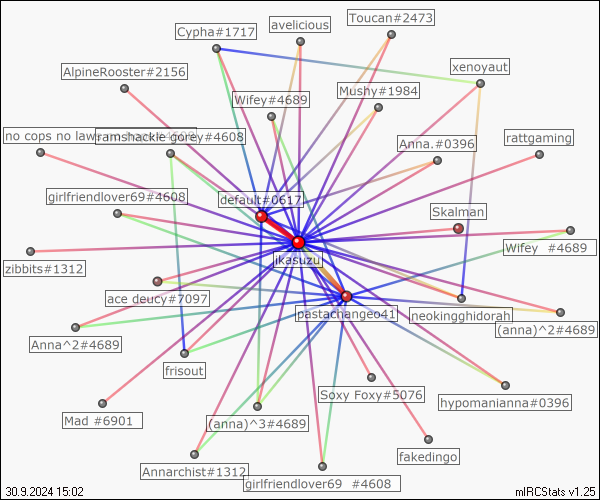 Toucan#2473
avelicious
Cypha#1717
xenoyaut
AlpineRooster#2156
Mushy#1984
Wifey#4689
no cops no law
ramshackle gorey#4608
Anna.#0396
rattgaming
girlfriendlover69#4608
default#0617
Skalman
Wifey #4689
ikasuzu
zibbits#1312
ace deucy#7097
pastachangeo41
neokingghidorah
(anna)^2#4689
Anna^2#4689
frisout
Soxy Foxy#5076
hypomanianna#0396
Mad #6901
(anna)^3#4689
fakedingo
Annarchist#1312
girlfriendlover69 #4608
30.9.2024 15:02
mIRCStats v1.25